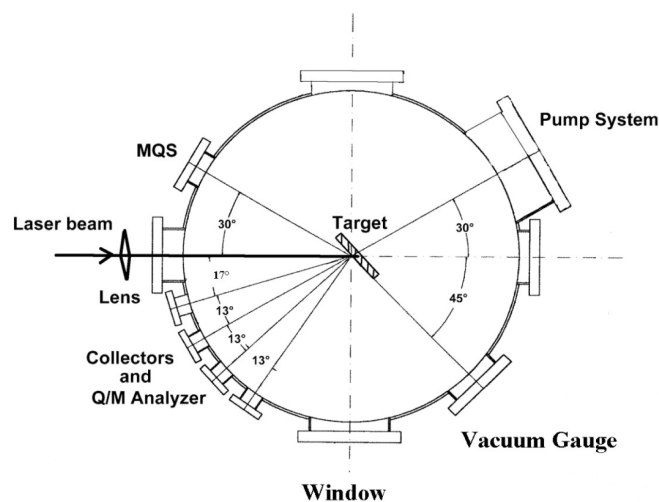 Pump System
MQS
Laser beam
Target
30°
30°
17°
45°
Lens
13°
13°
13°
Collectors
and
Q/M Analyzer
Vacuum Gauge
Window